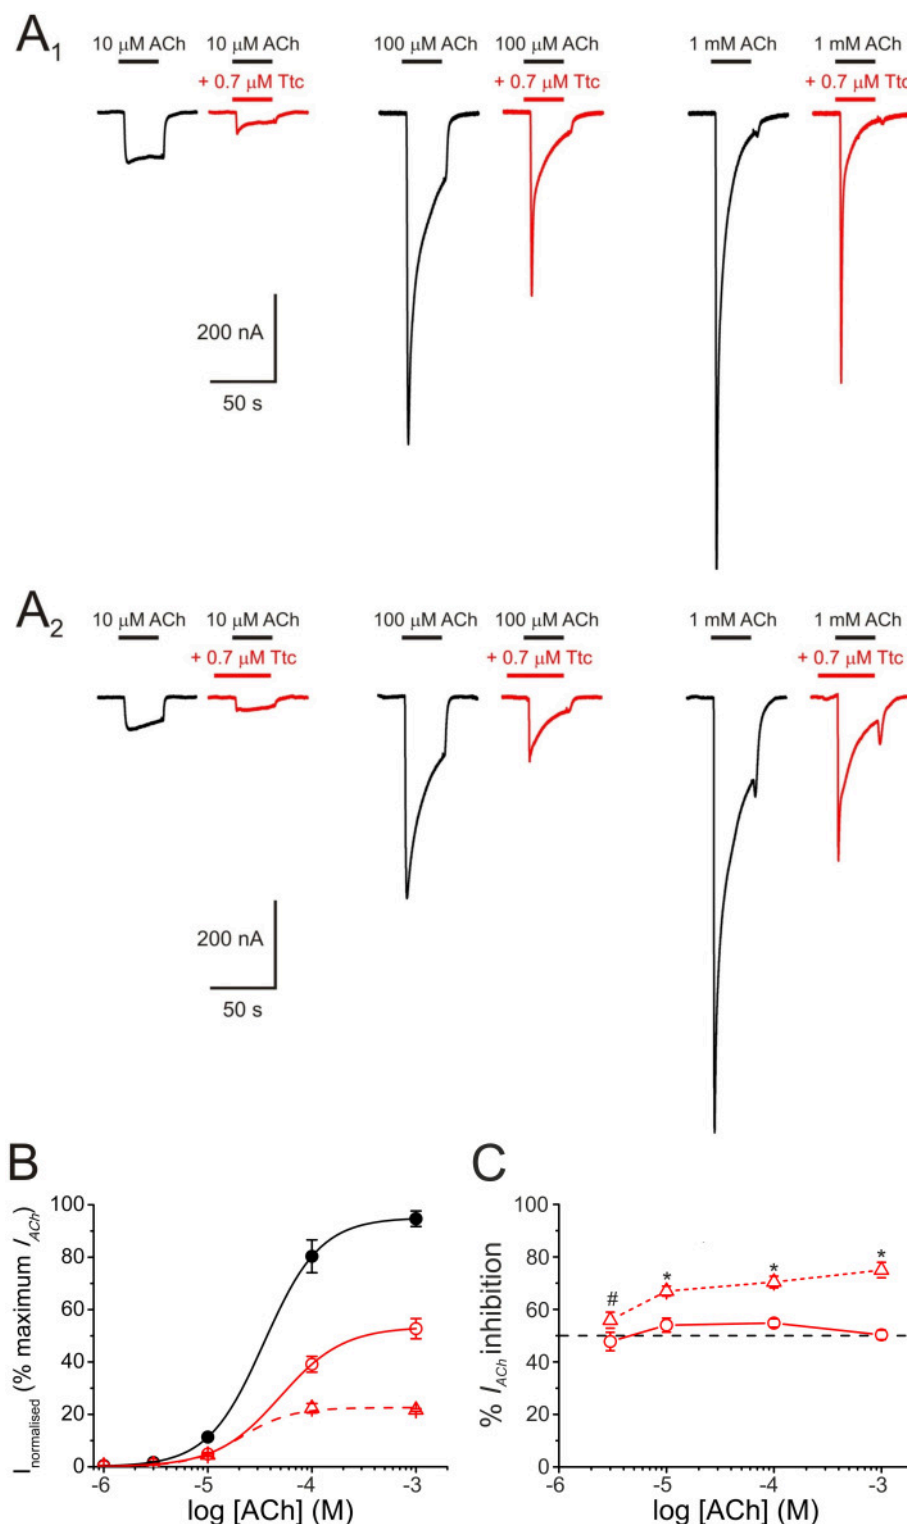 A1
10 μM ACh 10 μM ACh 100 μM ACh 100 μM ACh 1 mM ACh 1 mM ACh
+ 0.7 μM Ttc + 0.7 μM Ttc + 0.7 μM Ttc
200 nA
50 s
A2
10 μM ACh 10 μM ACh 100 μM ACh 100 μM ACh 1 mM ACh 1 mM ACh
+ 0.7 μM Ttc + 0.7 μM Ttc + 0.7 μM Ttc
200 nA
50 s
B
Inormalised (% maximum IACh)
100
80
60
40
20
0
-6 -5 -4 -3
log [ACh] (M)
C
% IACh inhibition
100
80
60
40
20
0
# * * *
-6 -5 -4 -3
log [ACh] (M)